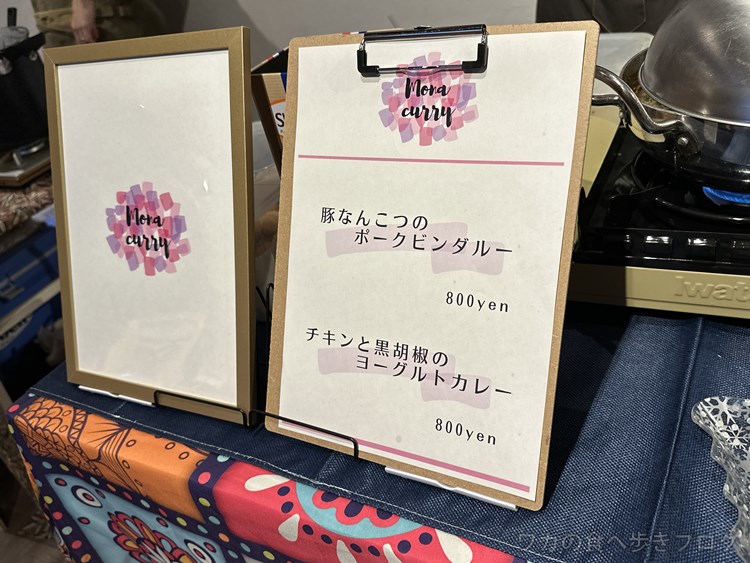 Mona
curry
Mona
curry
豚なんこつの
ポークビンダルー
800yen
チキンと黒胡椒の
ヨーグルトカレー
800yen
Iwat
ワカの食べ歩きブログ